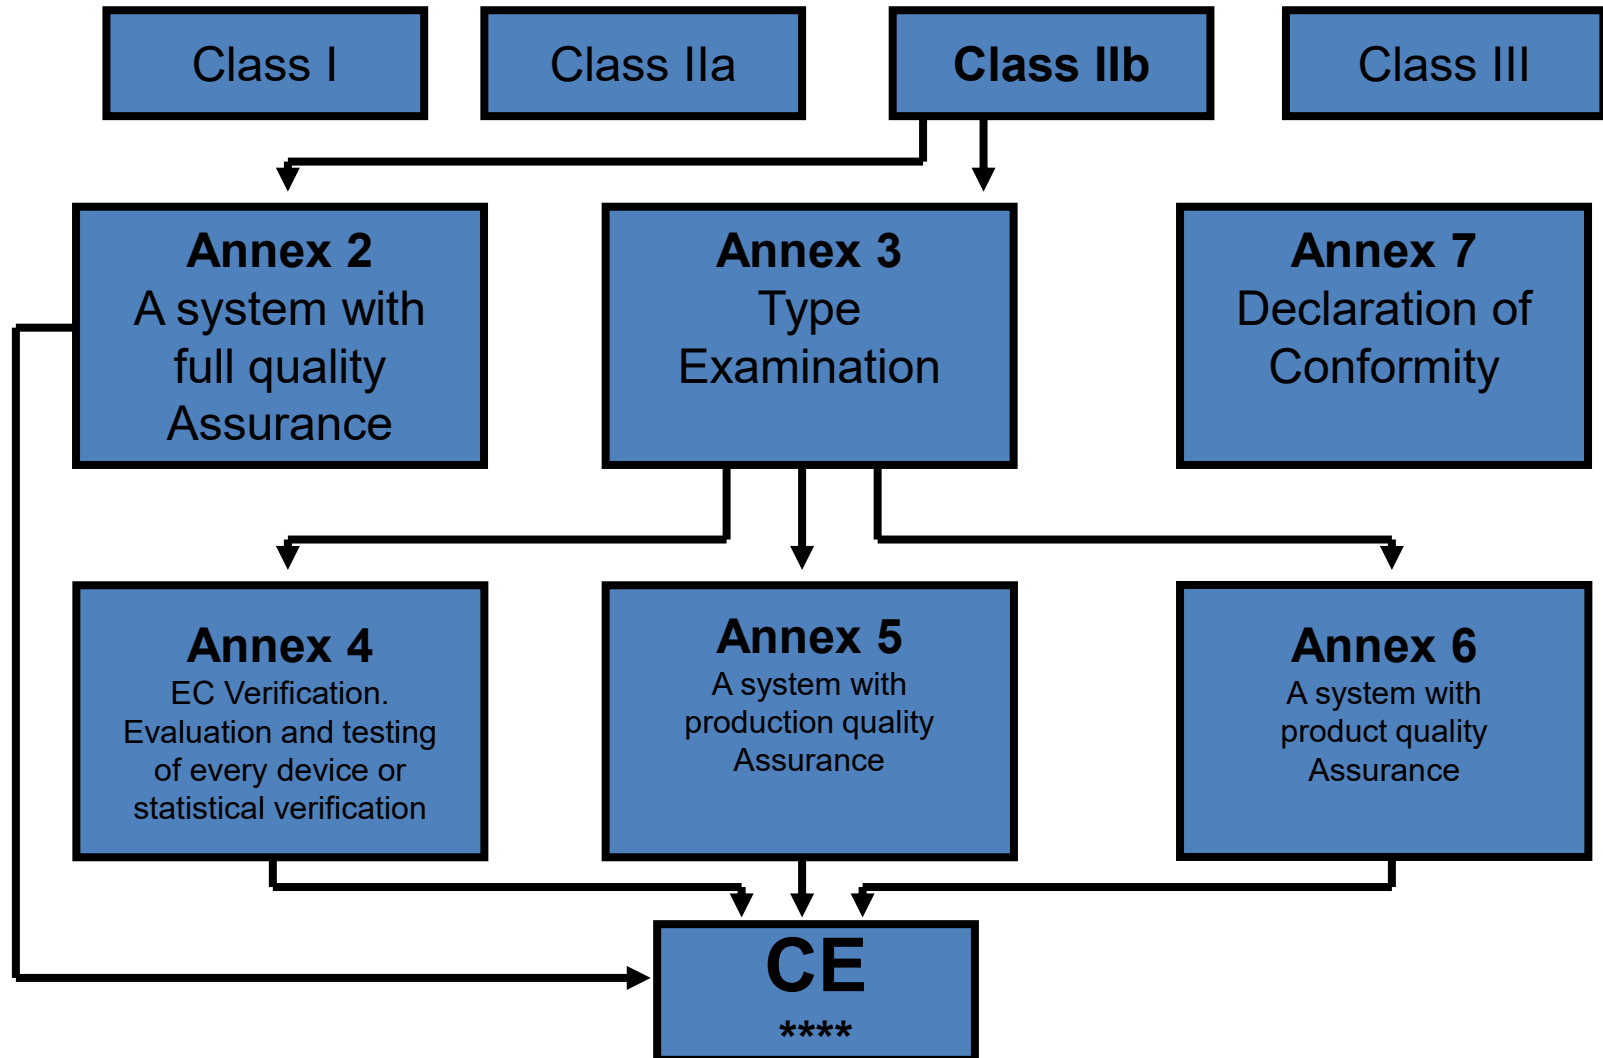 Class I
Class IIa
Class IIb
Class III
Annex 2
A system with
full quality
Assurance
Annex 3
Type
Examination
Annex 7
Declaration of
Conformity
Annex 4
EC Verification.
Evaluation and testing
of every device or
statistical verification
Annex 5
A system with
production quality
Assurance
Annex 6
A system with
product quality
Assurance
CE
****